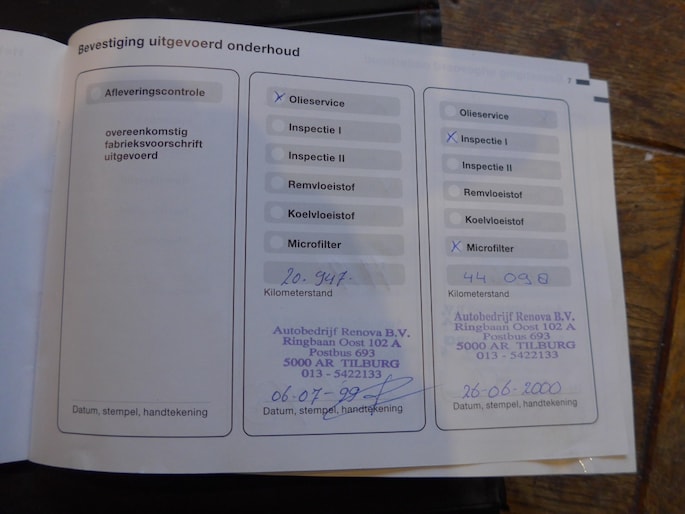 Bevestiging uitgevoerd onderhoud
7
Afleveringscontrole
overeenkomstig
fabrieksvoorschrift
uitgevoerd
Datum, stempel, handtekening
Olieservice
Inspectie I
Inspectie II
Remvloeistof
Koelvloeistof
Microfilter
20.947.
Kilometerstand
Autobedrijf Renova B.V.
Ringbaan Oost 102 A
Postbus 693
5000 AR TILBURG
013 - 5422133
06-07-99
Datum, stempel, handtekening
Olieservice
Inspectie I
Inspectie II
Remvloeistof
Koelvloeistof
Microfilter
Kilometerstand
Autobedrijf Renova B.V.
Ringbaan Oost 102 A
Postbus 693
5000 AR TILBURG
013 - 5422133
26-06-2000
Datum, stempel, handtekening